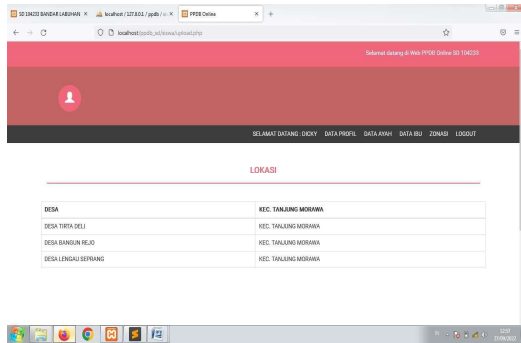 SD 104233 BANDAR LABUHAN
localhost / 127.0.0.1 / ppdb / si
PPDB Online
localhost/ppdb_sd/siswa/upload.php
Selamat datang di Web PPDB Online SD 104233
SELAMAT DATANG : DICKY DATA PROFIL DATA AYAH DATA IBU ZONASI LOGOUT
LOKASI
DESA KEC. TANJUNG MORAWA
DESA TIRTA DELI KEC. TANJUNG MORAWA
DESA BANGUN REJO KEC. TANJUNG MORAWA
DESA LENGAU SEPRANG KEC. TANJUNG MORAWA